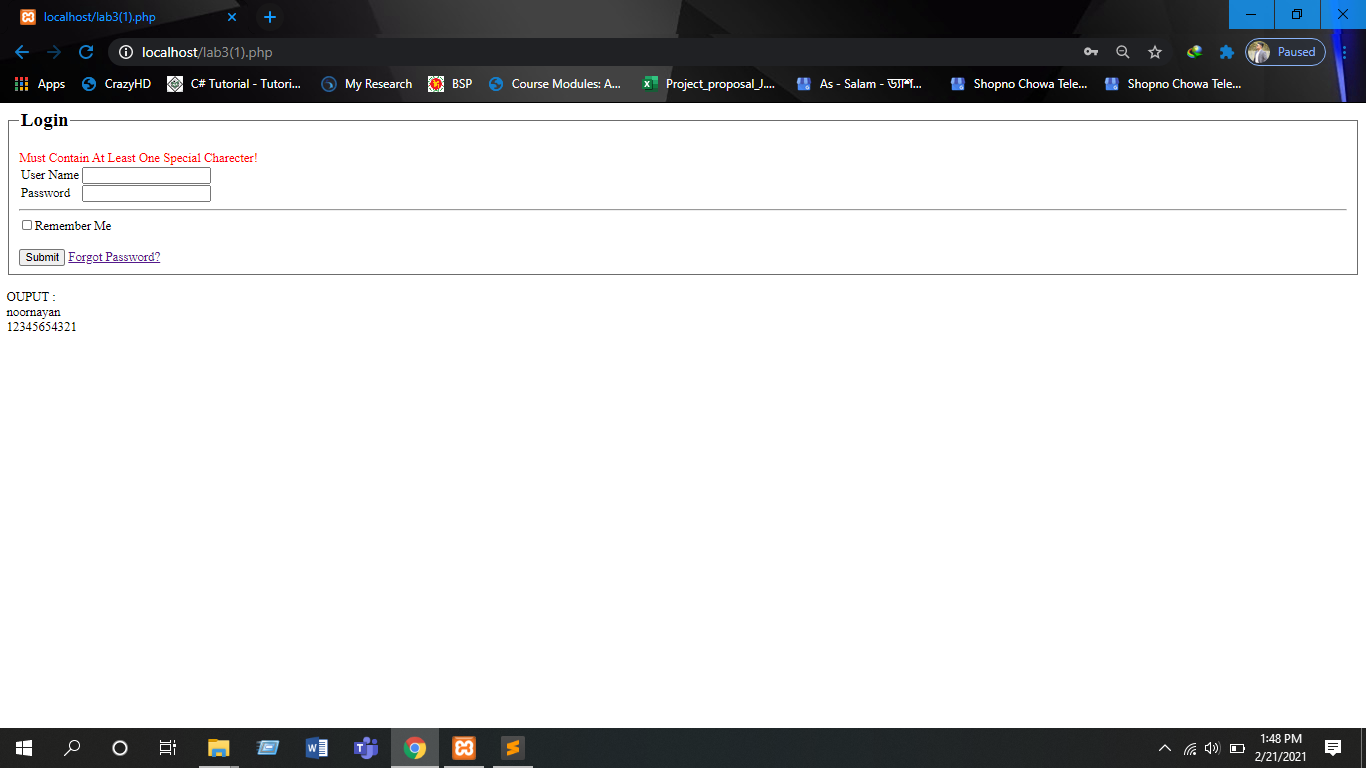 localhost/lab3(1).php
localhost/lab3(1).php
Paused
Apps
CrazyHD
C# Tutorial - Tutori...
My Research
BSP
Course Modules: A...
Project_proposal_J....
As - Salam - ড্যাশ...
Shopno Chowa Tele...
Shopno Chowa Tele...
Login
Must Contain At Least One Special Charecter!
User Name
Password
Remember Me
Submit Forgot Password?
OUPUT :
noornayan
12345654321
1:48 PM
2/21/2021